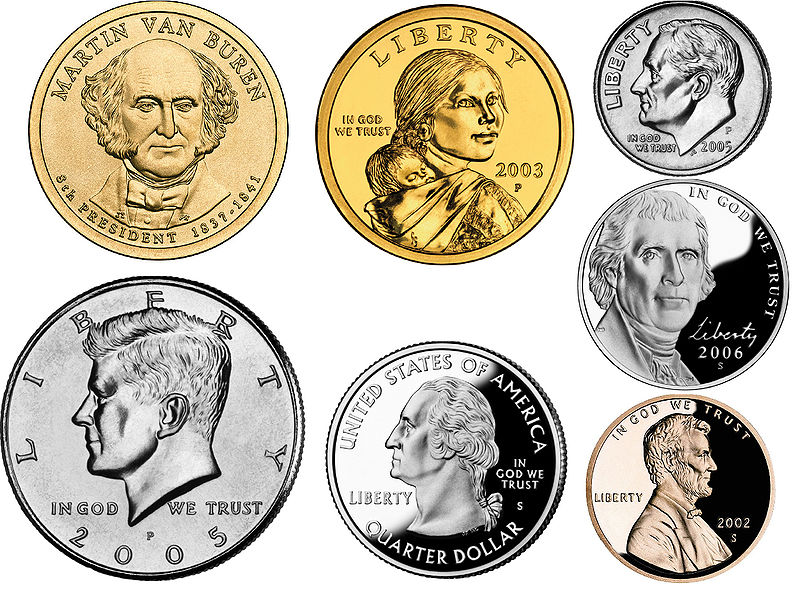 MARTIN VAN BUREN
8th PRESIDENT 1837-1841
LIBERTY
IN GOD
WE TRUST
2003
P
LIBERTY
IN GOD
WE TRUST
P
2005
IN GOD WE TRUST
Liberty
2006
S
LIBERTY
IN GOD WE TRUST
P
2005
UNITED STATES OF AMERICA
LIBERTY
IN
GOD WE
TRUST
S
QUARTER DOLLAR
IN GOD WE TRUST
LIBERTY
2002
S